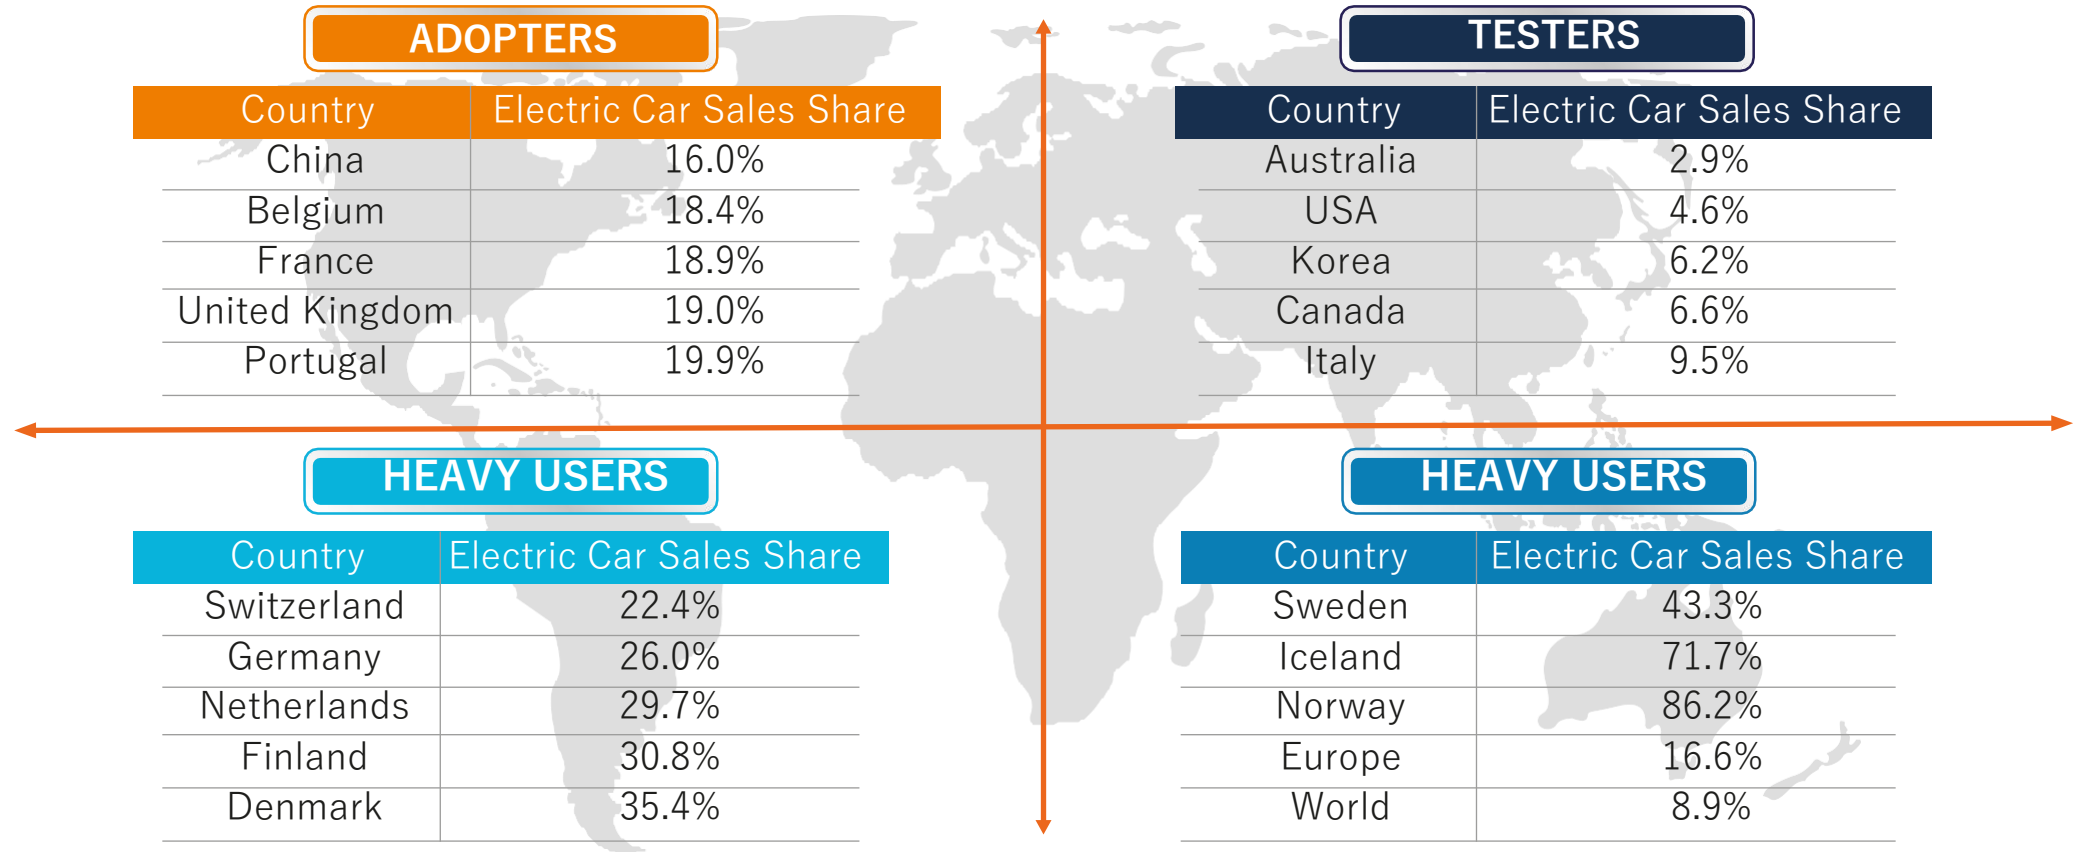 ADOPTERS
Country Electric Car Sales Share
China 16.0%
Belgium 18.4%
France 18.9%
United Kingdom 19.0%
Portugal 19.9%
TESTERS
Country Electric Car Sales Share
Australia 2.9%
USA 4.6%
Korea 6.2%
Canada 6.6%
Italy 9.5%
HEAVY USERS
Country Electric Car Sales Share
Switzerland 22.4%
Germany 26.0%
Netherlands 29.7%
Finland 30.8%
Denmark 35.4%
HEAVY USERS
Country Electric Car Sales Share
Sweden 43.3%
Iceland 71.7%
Norway 86.2%
Europe 16.6%
World 8.9%